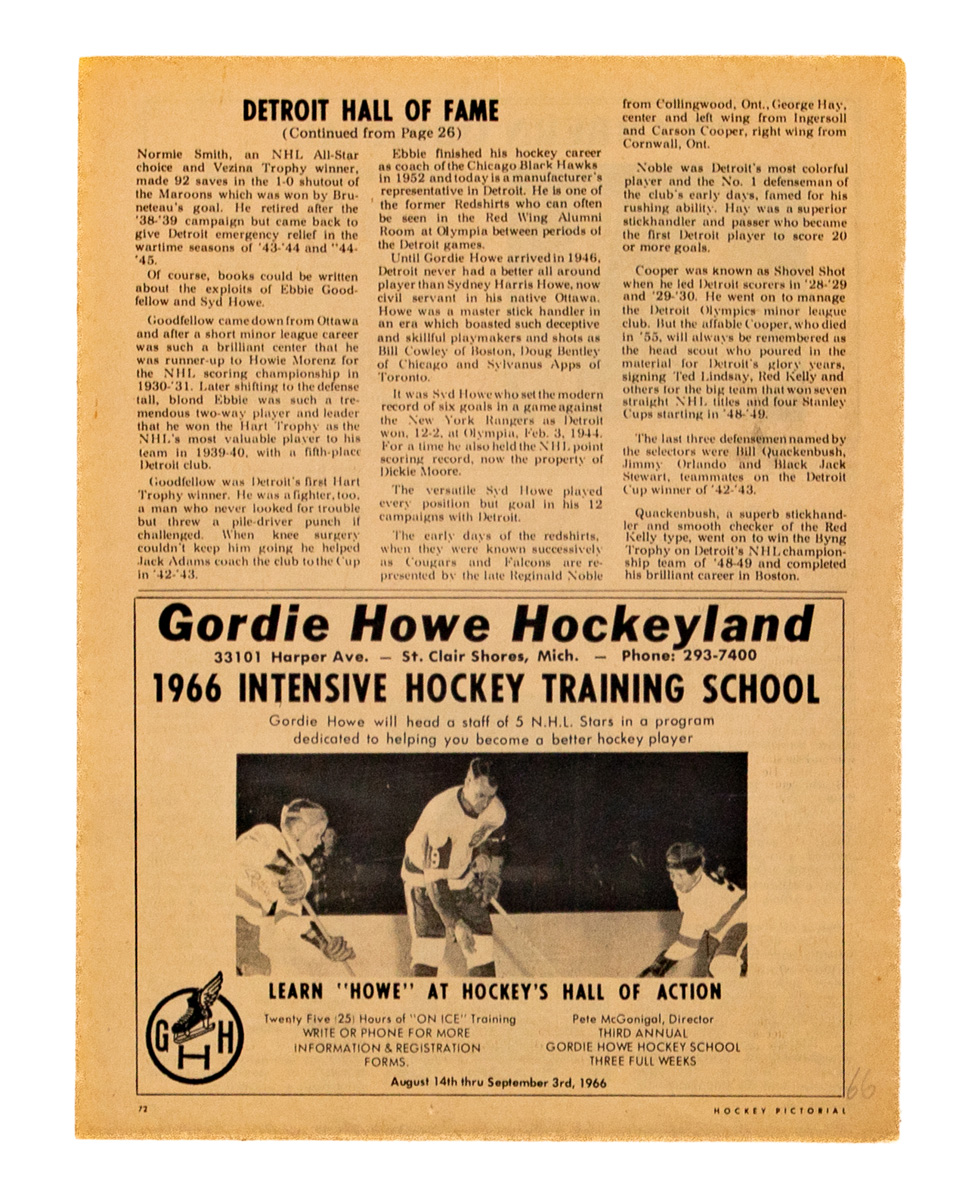 DETROIT HALL OF FAME
(Continued from Page 26)
Normie Smith, an NHL All-Star
choice and Vezina Trophy winner,
made 92 saves in the 1-0 shutout of
the Maroons which was won by Bru-
neteau's goal. He retired after the
'38-'39 campaign but came back to
give Detroit emergency relief in the
wartime seasons of '43-'44 and "44-
'45.
Of course, books could be written
about the exploits of Ebbie Good-
fellow and Syd Howe.
Goodfellow came down from Ottawa
and after a short minor league career
was such a brilliant center that he
was runner-up to Howie Morenz for
the NHL scoring championship in
1930-'31. Later shifting to the defense
tall, blond Ebbie was such a tre-
mendous two-way player and leader
that he won the Hart Trophy as the
NHL's most valuable player to his
team in 1939-40, with a fifth-place
Detroit club.
Goodfellow was Detroit's first Hart
Trophy winner. He was a fighter, too,
a man who never looked for trouble
but threw a pile-driver punch if
challenged. When knee surgery
couldn't keep him going he helped
Jack Adams coach the club to the Cup
in '42-'43.
Ebbie finished his hockey career
as coach of the Chicago Black Hawks
in 1952 and today is a manufacturer's
representative in Detroit. He is one of
the former Redshirts who can often
be seen in the Red Wing Alumni
Room at Olympia between periods of
the Detroit games.
Until Gordie Howe arrived in 1946,
Detroit never had a better all around
player than Sydney Harris Howe, now
civil servant in his native Ottawa.
Howe was a master stick handler in
an era which boasted such deceptive
and skillful playmakers and shots as
Bill Cowley of Boston, Doug Bentley
of Chicago and Sylvanus Apps of
Toronto.
It was Syd Howe who set the modern
record of six goals in a game against
the New York Rangers as Detroit
won, 12-2, at Olympia, Feb. 3, 1944.
For a time he also held the NHL point
scoring record, now the property of
Dickie Moore.
The versatile Syd Howe played
every position but goal in his 12
campaigns with Detroit.
The early days of the redshirts,
when they were known successively
as Cougars and Falcons are re-
presented by the late Reginald Noble
from Collingwood, Ont., George Hay,
center and left wing from Ingersoll
and Carson Cooper, right wing from
Cornwall, Ont.
Noble was Detroit's most colorful
player and the No. 1 defenseman of
the club's early days, famed for his
rushing ability. Hay was a superior
stickhandler and passer who became
the first Detroit player to score 20
or more goals.
Cooper was known as Shovel Shot
when he led Detroit scorers in '28-'29
and '29-'30. He went on to manage
the Detroit Olympics minor league
club. But the affable Cooper, who died
in '55, will always be remembered as
the head scout who poured in the
material for Detroit's glory years,
signing Ted Lindsay, Red Kelly and
others for the big team that won seven
straight NHL titles and four Stanley
Cups starting in '48-'49.
The last three defensemen named by
the selectors were Bill Quackenbush,
Jimmy Orlando and Black Jack
Stewart, teammates on the Detroit
Cup winner of '42-'43.
Quackenbush, a superb stickhand-
ler and smooth checker of the Red
Kelly type, went on to win the Byng
Trophy on Detroit's NHL champion-
ship team of '48-49 and completed
his brilliant career in Boston.
Gordie Howe Hockeyland
33101 Harper Ave. — St. Clair Shores, Mich. — Phone: 293-7400
1966 INTENSIVE HOCKEY TRAINING SCHOOL
Gordie Howe will head a staff of 5 N.H.L. Stars in a program
dedicated to helping you become a better hockey player
LEARN "HOWE" AT HOCKEY'S HALL OF ACTION
G H H
Twenty Five (25) Hours of "ON ICE" Training
WRITE OR PHONE FOR MORE
INFORMATION & REGISTRATION
FORMS.
Pete McGonigal, Director
THIRD ANNUAL
GORDIE HOWE HOCKEY SCHOOL
THREE FULL WEEKS
August 14th thru September 3rd, 1966
66
72
HOCKEY PICTORIAL